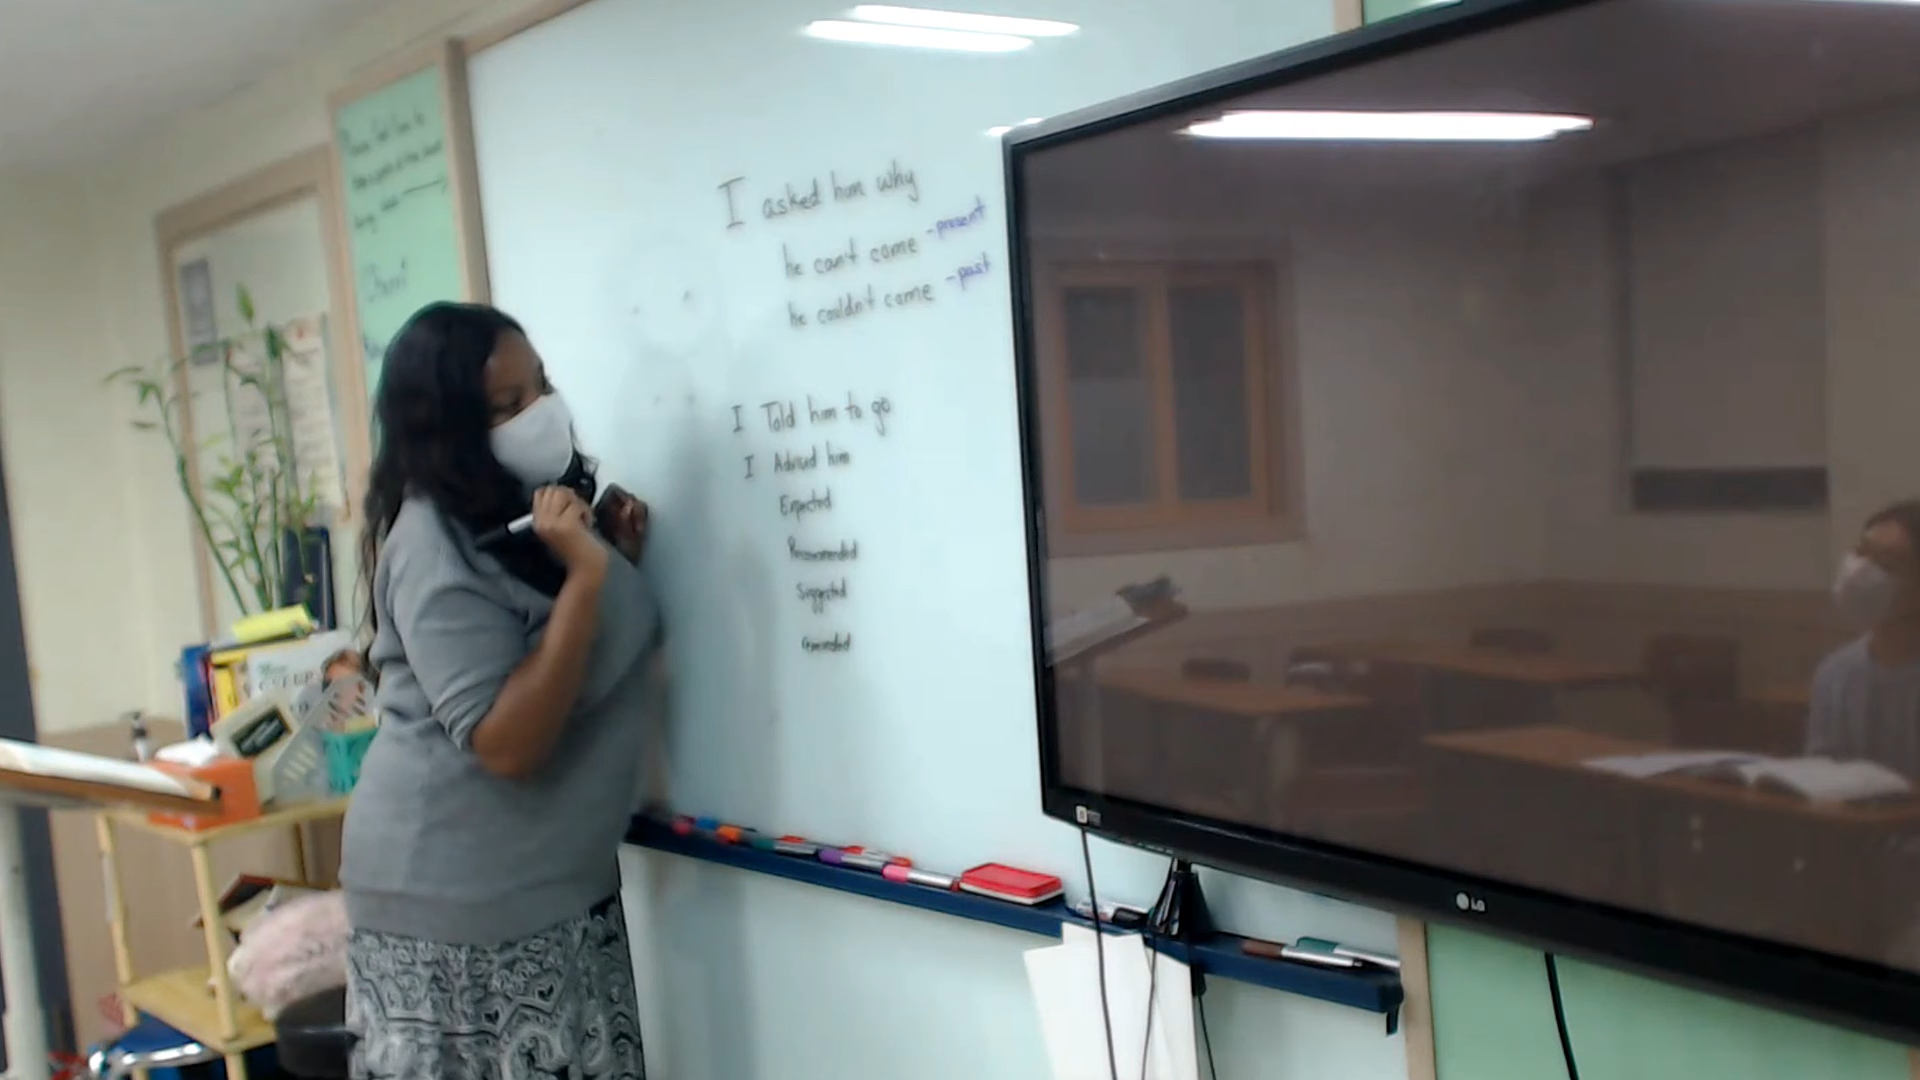 I asked him why
he can't come - present
he couldn't come - past
I Told him to go
I Advised him
Expected
Recommended
Suggested
reminded
LG